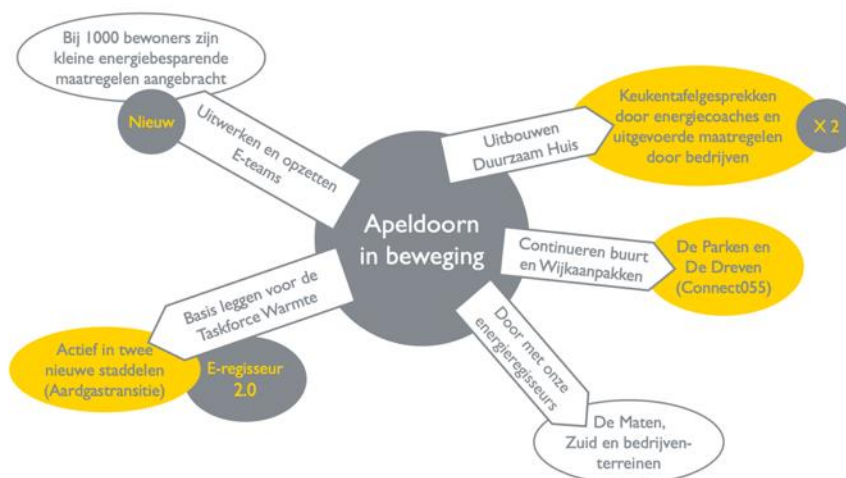 Bij 1000 bewoners zijn
kleine energiebesparende
maatregelen aangebracht
Nieuw
Uitwerken en opzetten
E-teams
Uitbouwen
Duurzaam Huis
Keukentafelgesprekken
door energiecoaches en
uitgevoerde maatregelen
door bedrijven
X 2
Apeldoorn
in beweging
Continueren buurt
en Wijkaanpakken
De Parken en
De Dreven
(Connect055)
Basis leggen voor de
Taskforce Warmte
Actief in twee
nieuwe staddelen
(Aardgastransitie)
E-regisseur
2.0
Door met onze
energieregisseurs
De Maten,
Zuid en bedrijven-
terreinen